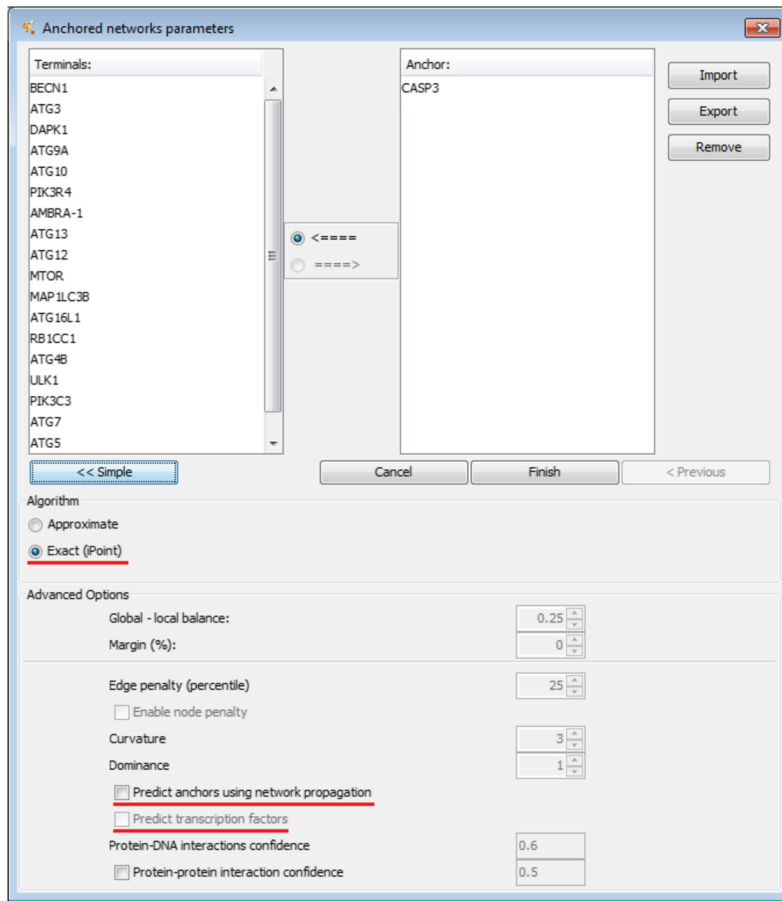 Anchored networks parameters
Terminals:
BECN1
ATG3
DAPK1
ATG9A
ATG10
PIK3R4
AMBRA-1
ATG13
ATG12
MTOR
MAP1LC3B
ATG16L1
RB1CC1
ATG4B
ULK1
PIK3C3
ATG7
ATG5
<====
====>
Anchor:
CASP3
Import
Export
Remove
<< Simple
Cancel
Finish
< Previous
Algorithm
Approximate
Exact (iPoint)
Advanced Options
Global - local balance: 0.25
Margin (%): 0
Edge penalty (percentile) 25
Enable node penalty
Curvature 3
Dominance 1
Predict anchors using network propagation
Predict transcription factors
Protein-DNA interactions confidence 0.6
Protein-protein interaction confidence 0.5